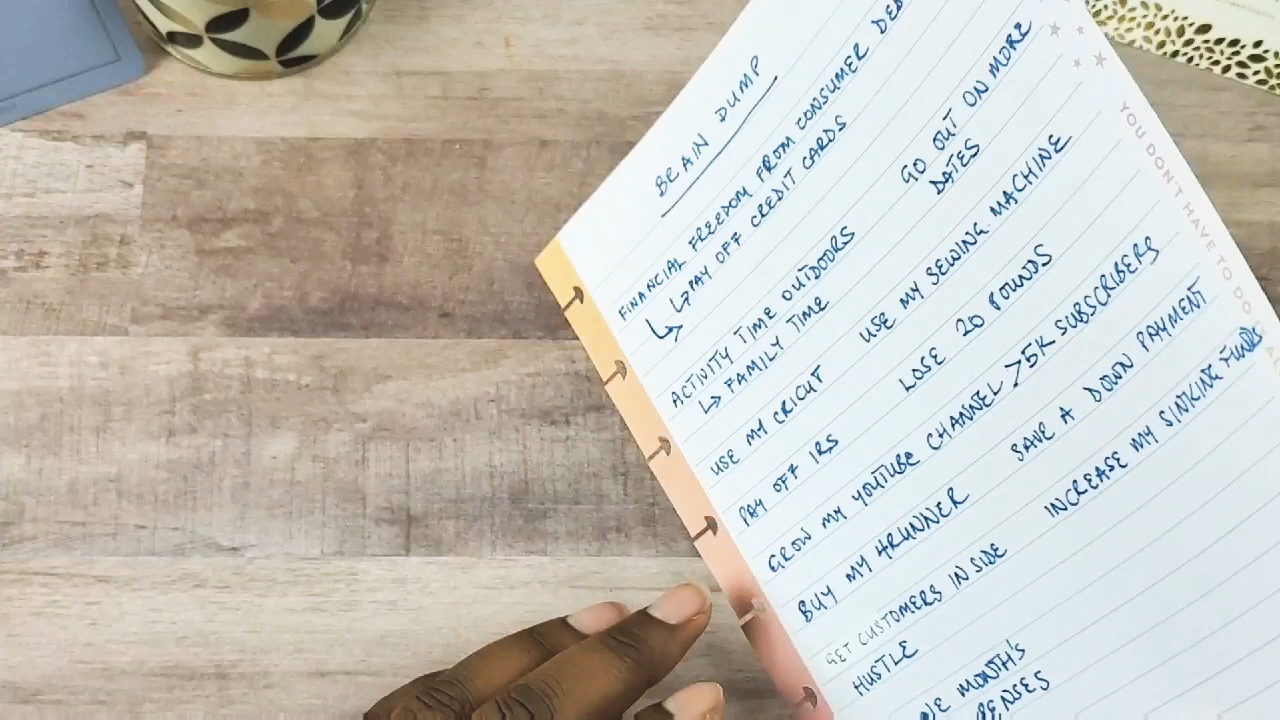 BRAIN DUMP
FINANCIAL FREEDOM FROM CONSUMER
↳ PAY OFF CREDIT CARDS
↳
ACTIVITY TIME OUTDOORS
↳ FAMILY TIME
GO OUT ON MORE
DATES
USE MY CRICUT
USE MY SEWING MACHINE
PAY OFF IRS
LOSE 20 POUNDS
GROW MY YOUTUBE CHANNEL >5K SUBSCRIBERS
BUY MY 4RUNNER
SAVE A DOWN PAYMENT
GET CUSTOMERS IN SIDE
HUSTLE
INCREASE MY SINKING FUNDS
MONTH'S
YOU DON'T HAVE TO DO